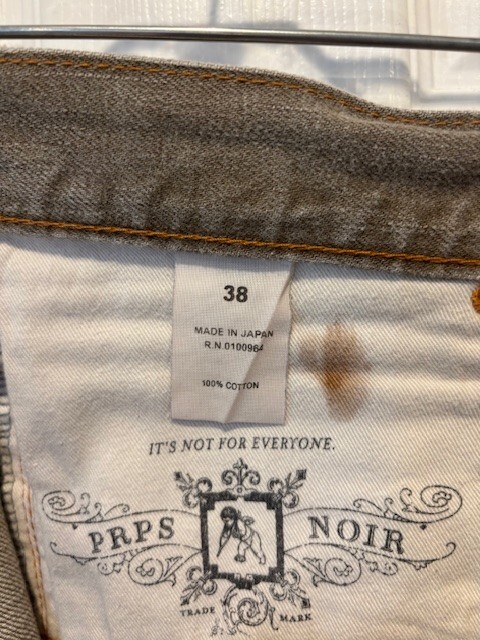 38
MADE IN JAPAN
R.N.0100964
100% COTTON
IT'S NOT FOR EVERYONE.
PRPS NOIR
TRADE MARK